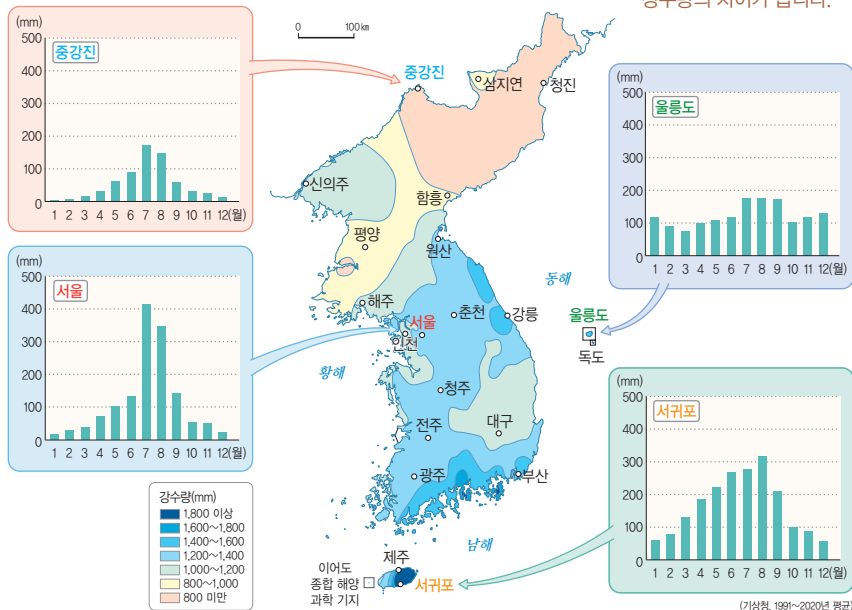 강수량의 차이가 큽니다.
(mm)
중강진
500
400
300
200
100
0
1 2 3 4 5 6 7 8 9 10 11 12(월)
(mm)
서울
500
400
300
200
100
0
1 2 3 4 5 6 7 8 9 10 11 12(월)
0 100km
중강진
삼지연
청진
신의주
함흥
평양
원산
동해
해주
서울
춘천
강릉
울릉도
인천
독도
황해
청주
전주
대구
광주
부산
남해
제주
이어도
종합 해양
과학 기지
서귀포
강수량(mm)
1,800 이상
1,600~1,800
1,400~1,600
1,200~1,400
1,000~1,200
800~1,000
800 미만
(mm)
울릉도
500
400
300
200
100
0
1 2 3 4 5 6 7 8 9 10 11 12(월)
(mm)
서귀포
500
400
300
200
100
0
1 2 3 4 5 6 7 8 9 10 11 12(월)
(기상청, 1991~2020년 평균)